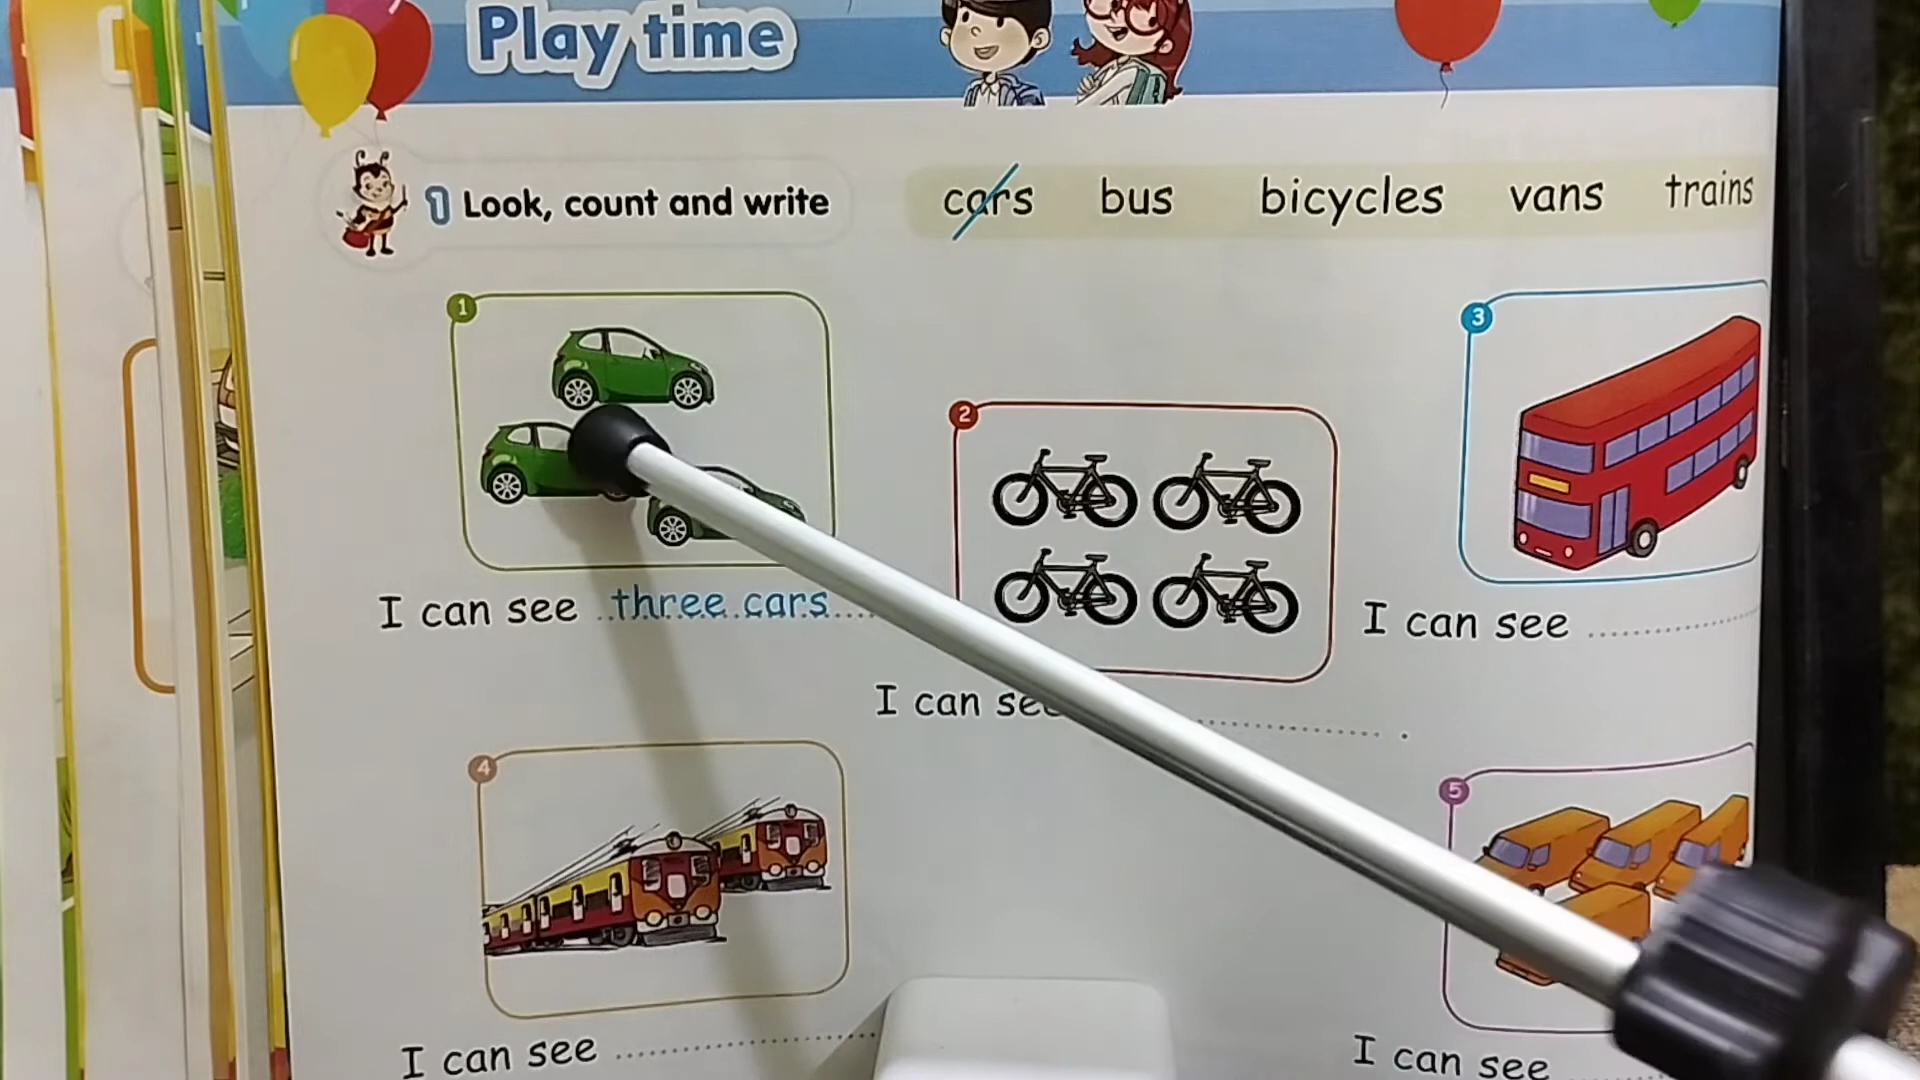 Play time
1 Look, count and write
cars bus bicycles vans trains
1
2
3
I can see three cars
I can see
I can see
4
5
I can see
I can see